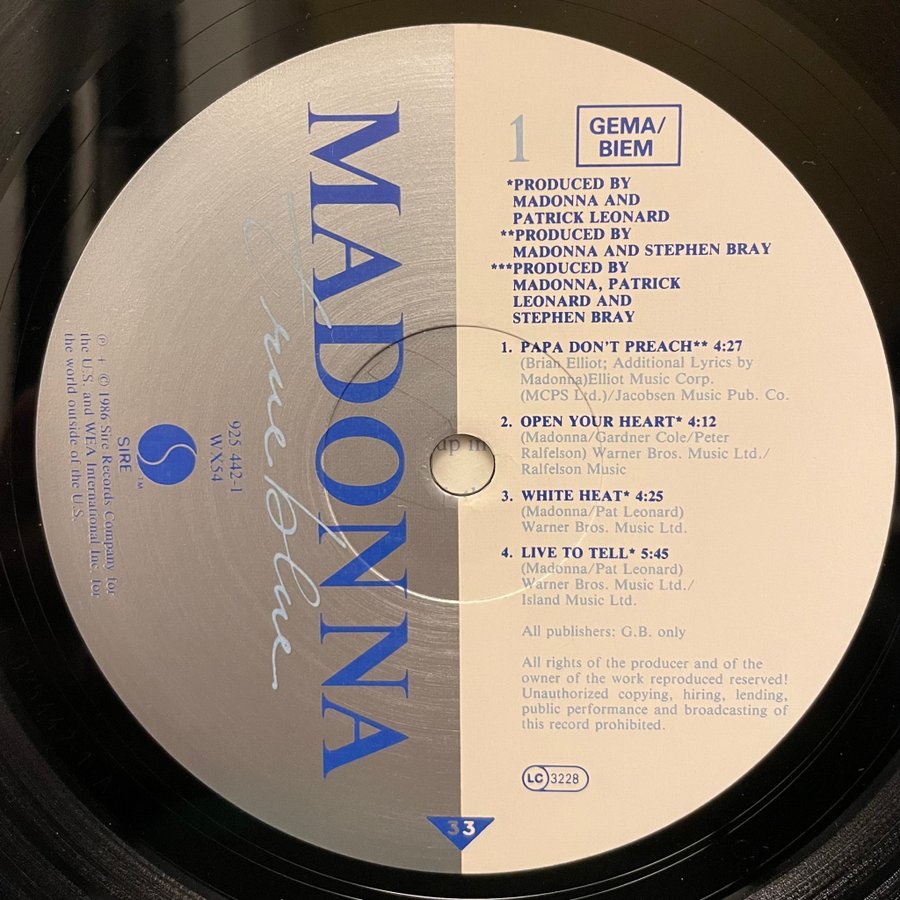 MADONNA
true blue
925 442-1
WX54
SIRE
TM
℗ + © 1986 Sire Records Company for
the U.S. and WEA International Inc. for
the world outside of the U.S.
1
GEMA/
BIEM
*PRODUCED BY
MADONNA AND
PATRICK LEONARD
**PRODUCED BY
MADONNA AND STEPHEN BRAY
***PRODUCED BY
MADONNA, PATRICK
LEONARD AND
STEPHEN BRAY
1. PAPA DON'T PREACH** 4:27
(Brian Elliot; Additional Lyrics by
Madonna)Elliot Music Corp.
(MCPS Ltd.)/Jacobsen Music Pub. Co.
2. OPEN YOUR HEART* 4:12
(Madonna/Gardner Cole/Peter
Ralfelson) Warner Bros. Music Ltd./
Ralfelson Music
3. WHITE HEAT* 4:25
(Madonna/Pat Leonard)
Warner Bros. Music Ltd.
4. LIVE TO TELL* 5:45
(Madonna/Pat Leonard)
Warner Bros. Music Ltd./
Island Music Ltd.
All publishers: G.B. only
All rights of the producer and of the
owner of the work reproduced reserved!
Unauthorized copying, hiring, lending,
public performance and broadcasting of
this record prohibited.
LC 3228
33